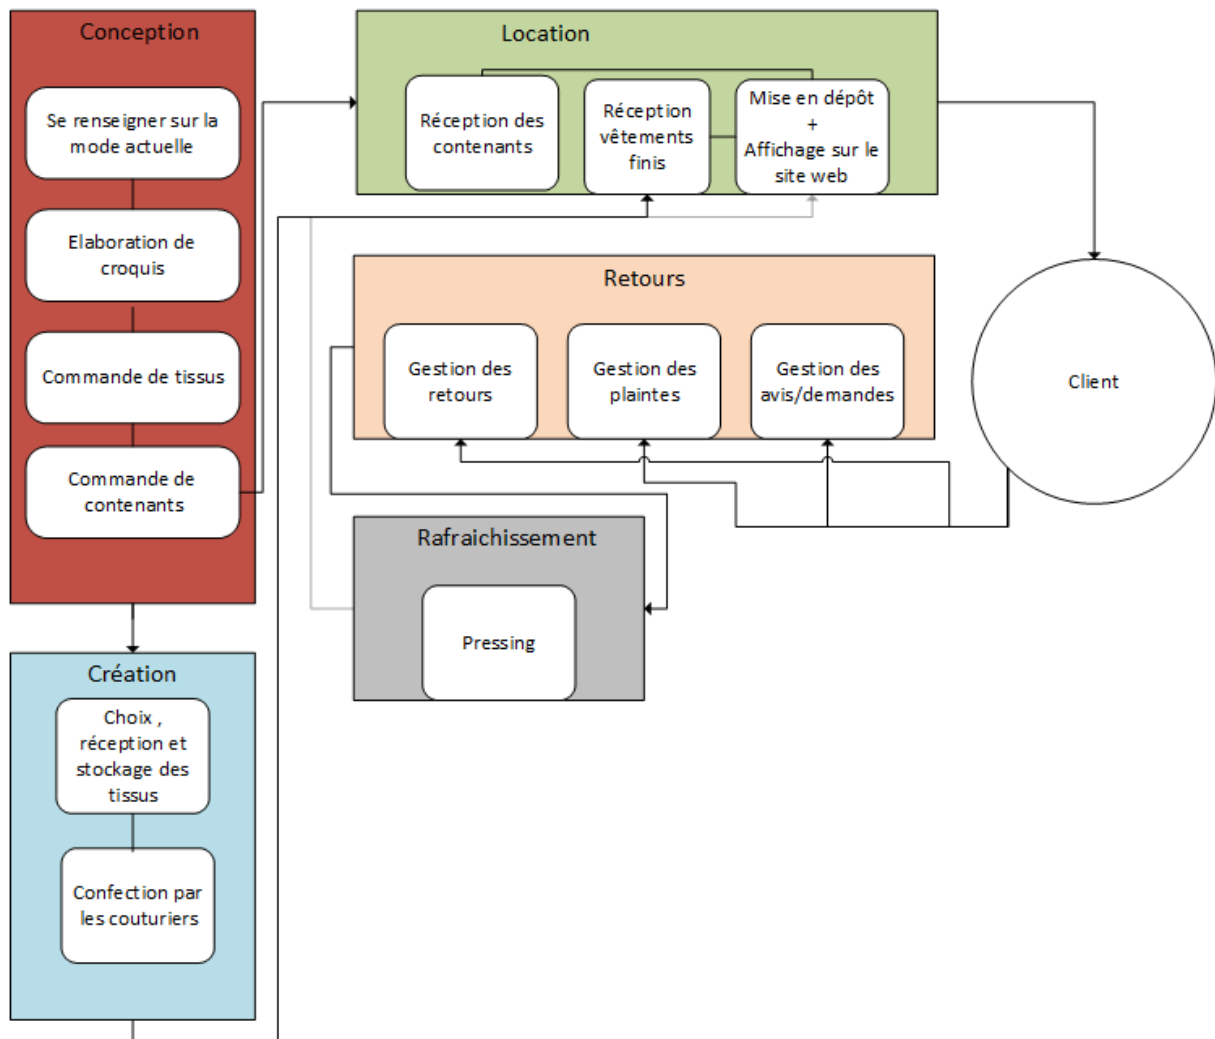 Conception
Se renseigner sur la
mode actuelle
Elaboration de
croquis
Commande de tissus
Commande de
contenants
Location
Réception des
contenants
Réception
vêtements
finis
Mise en dépôt
+
Affichage sur le
site web
Retours
Gestion des
retours
Gestion des
plaintes
Gestion des
avis/demandes
Client
Rafraichissement
Pressing
Création
Choix ,
réception et
stockage des
tissus
Confection par
les couturiers